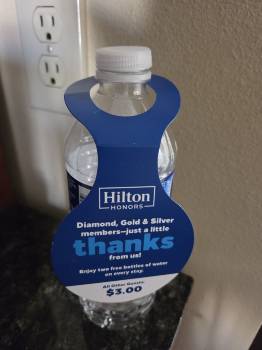 Hilton
HONORS
Diamond, Gold & Silver
members–just a little
thanks
from us!
Enjoy two free bottles of water
on every stay.
All Other Guests:
$3.00